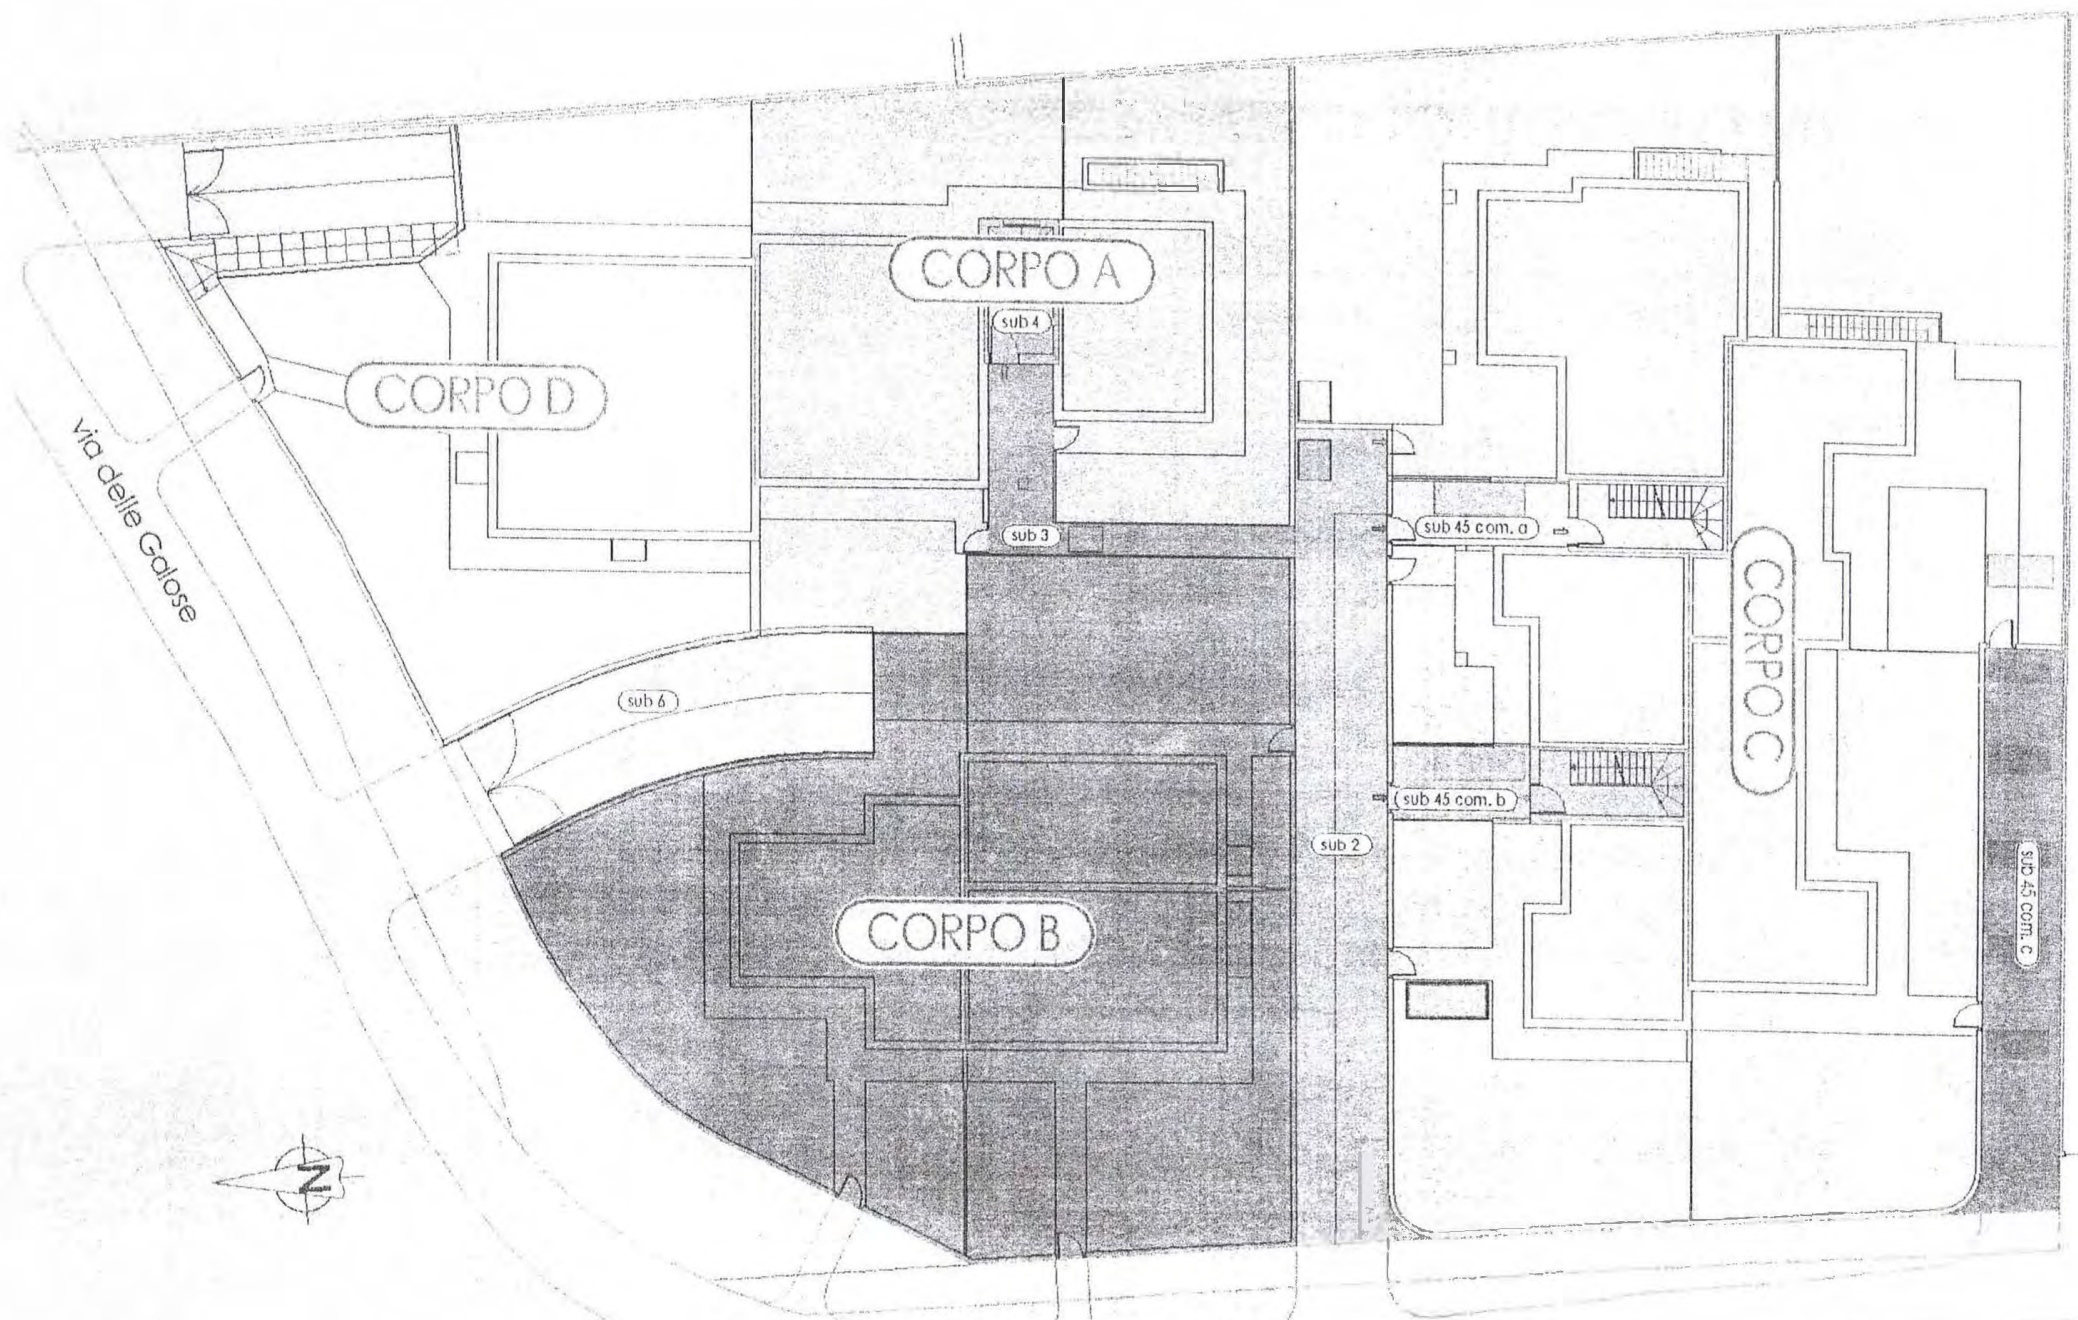 CORPO A
sub 4
CORPO D
via delle Galose
sub 3
sub 45 com. a
CORPO C
sub 6
sub 45 com. b
sub 2
CORPO B
sub 45 com. c
N